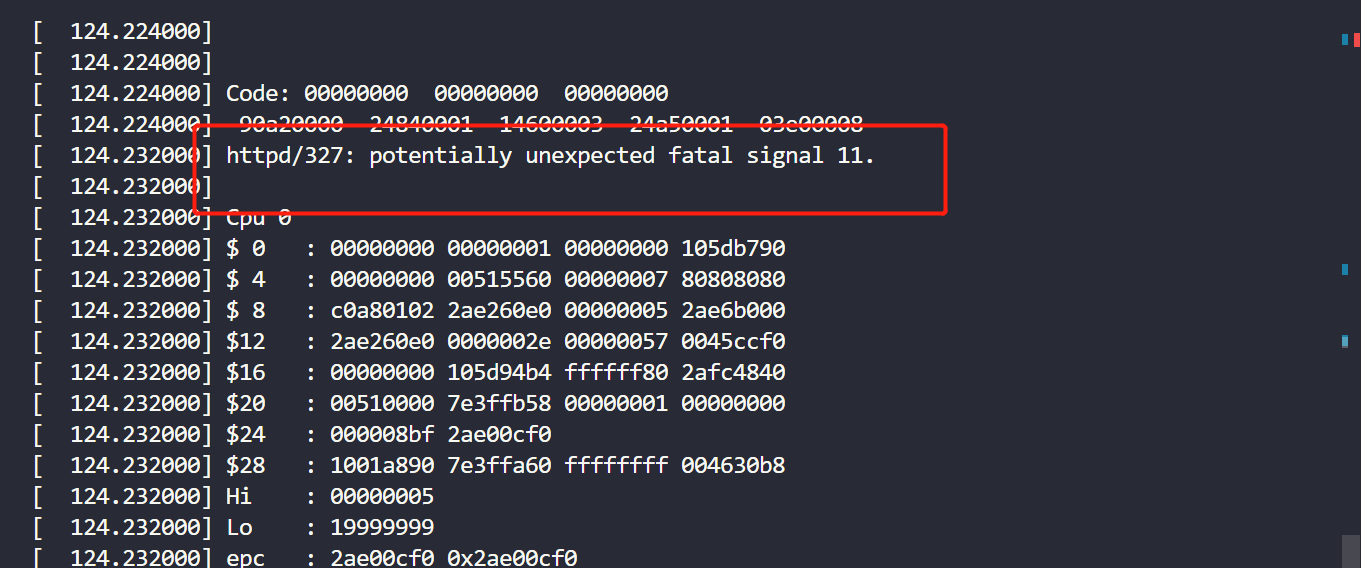 [  124.224000]
[  124.224000]
[  124.224000] Code: 00000000  00000000  00000000
[  124.224000]  90a20000  24840001  14600003  24a50001  03e00008
[  124.232000] httpd/327: potentially unexpected fatal signal 11.
[  124.232000]
[  124.232000] Cpu 0
[  124.232000] $ 0   : 00000000 00000001 00000000 105db790
[  124.232000] $ 4   : 00000000 00515560 00000007 80808080
[  124.232000] $ 8   : c0a80102 2ae260e0 00000005 2ae6b000
[  124.232000] $12   : 2ae260e0 0000002e 00000057 0045ccf0
[  124.232000] $16   : 00000000 105d94b4 ffffff80 2afc4840
[  124.232000] $20   : 00510000 7e3ffb58 00000001 00000000
[  124.232000] $24   : 000008bf 2ae00cf0
[  124.232000] $28   : 1001a890 7e3ffa60 ffffffff 004630b8
[  124.232000] Hi    : 00000005
[  124.232000] Lo    : 19999999
[  124.232000] epc   : 2ae00cf0 0x2ae00cf0